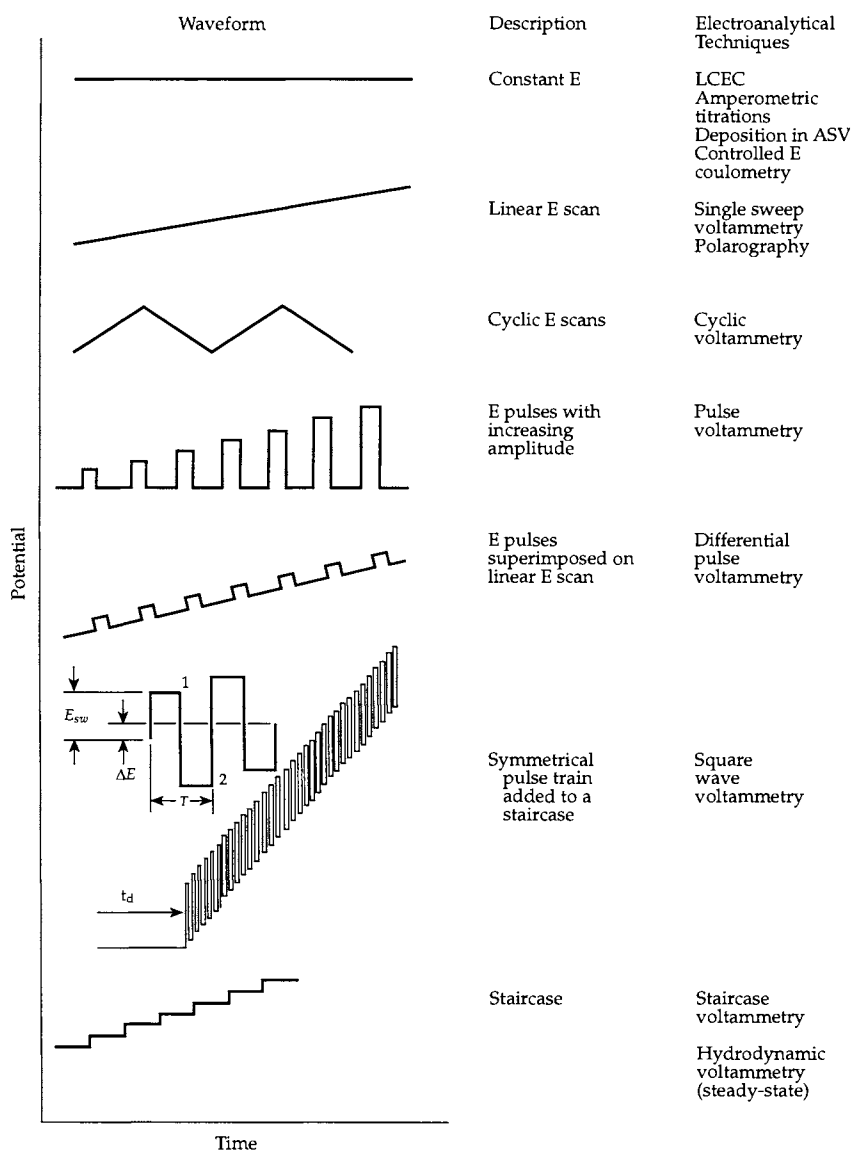 Waveform
Description
Electroanalytical
Techniques
Constant E
LCEC
Amperometric
titrations
Deposition in ASV
Controlled E
coulometry
Linear E scan
Single sweep
voltammetry
Polarography
Cyclic E scans
Cyclic
voltammetry
E pulses with
increasing
amplitude
Pulse
voltammetry
Potential
E pulses
superimposed on
linear E scan
Differential
pulse
voltammetry
1
E_sw
ΔE
2
T
t_d
Symmetrical
pulse train
added to a
staircase
Square
wave
voltammetry
Staircase
Staircase
voltammetry
Hydrodynamic
voltammetry
(steady-state)
Time